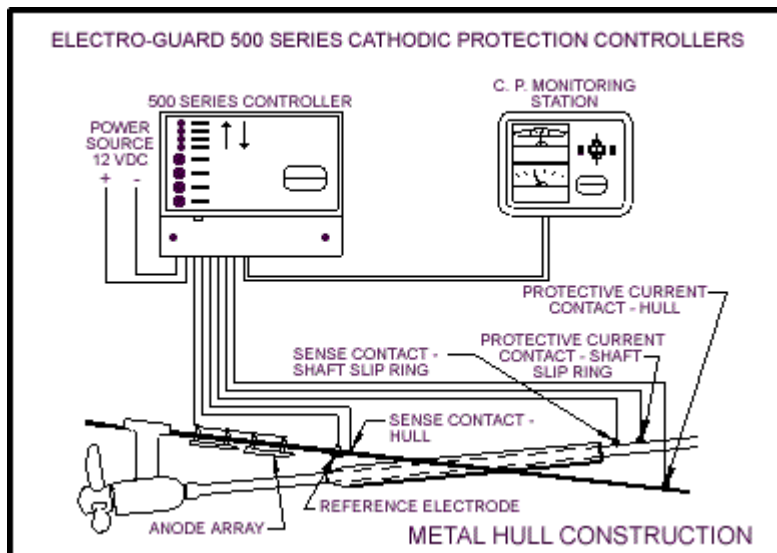 ELECTRO-GUARD 500 SERIES CATHODIC PROTECTION CONTROLLERS
500 SERIES CONTROLLER
C. P. MONITORING
STATION
POWER
SOURCE
12 VDC
+ -
PROTECTIVE CURRENT
CONTACT - HULL
PROTECTIVE CURRENT
CONTACT - SHAFT
SLIP RING
SENSE CONTACT -
SHAFT SLIP RING
SENSE CONTACT -
HULL
REFERENCE ELECTRODE
ANODE ARRAY
METAL HULL CONSTRUCTION